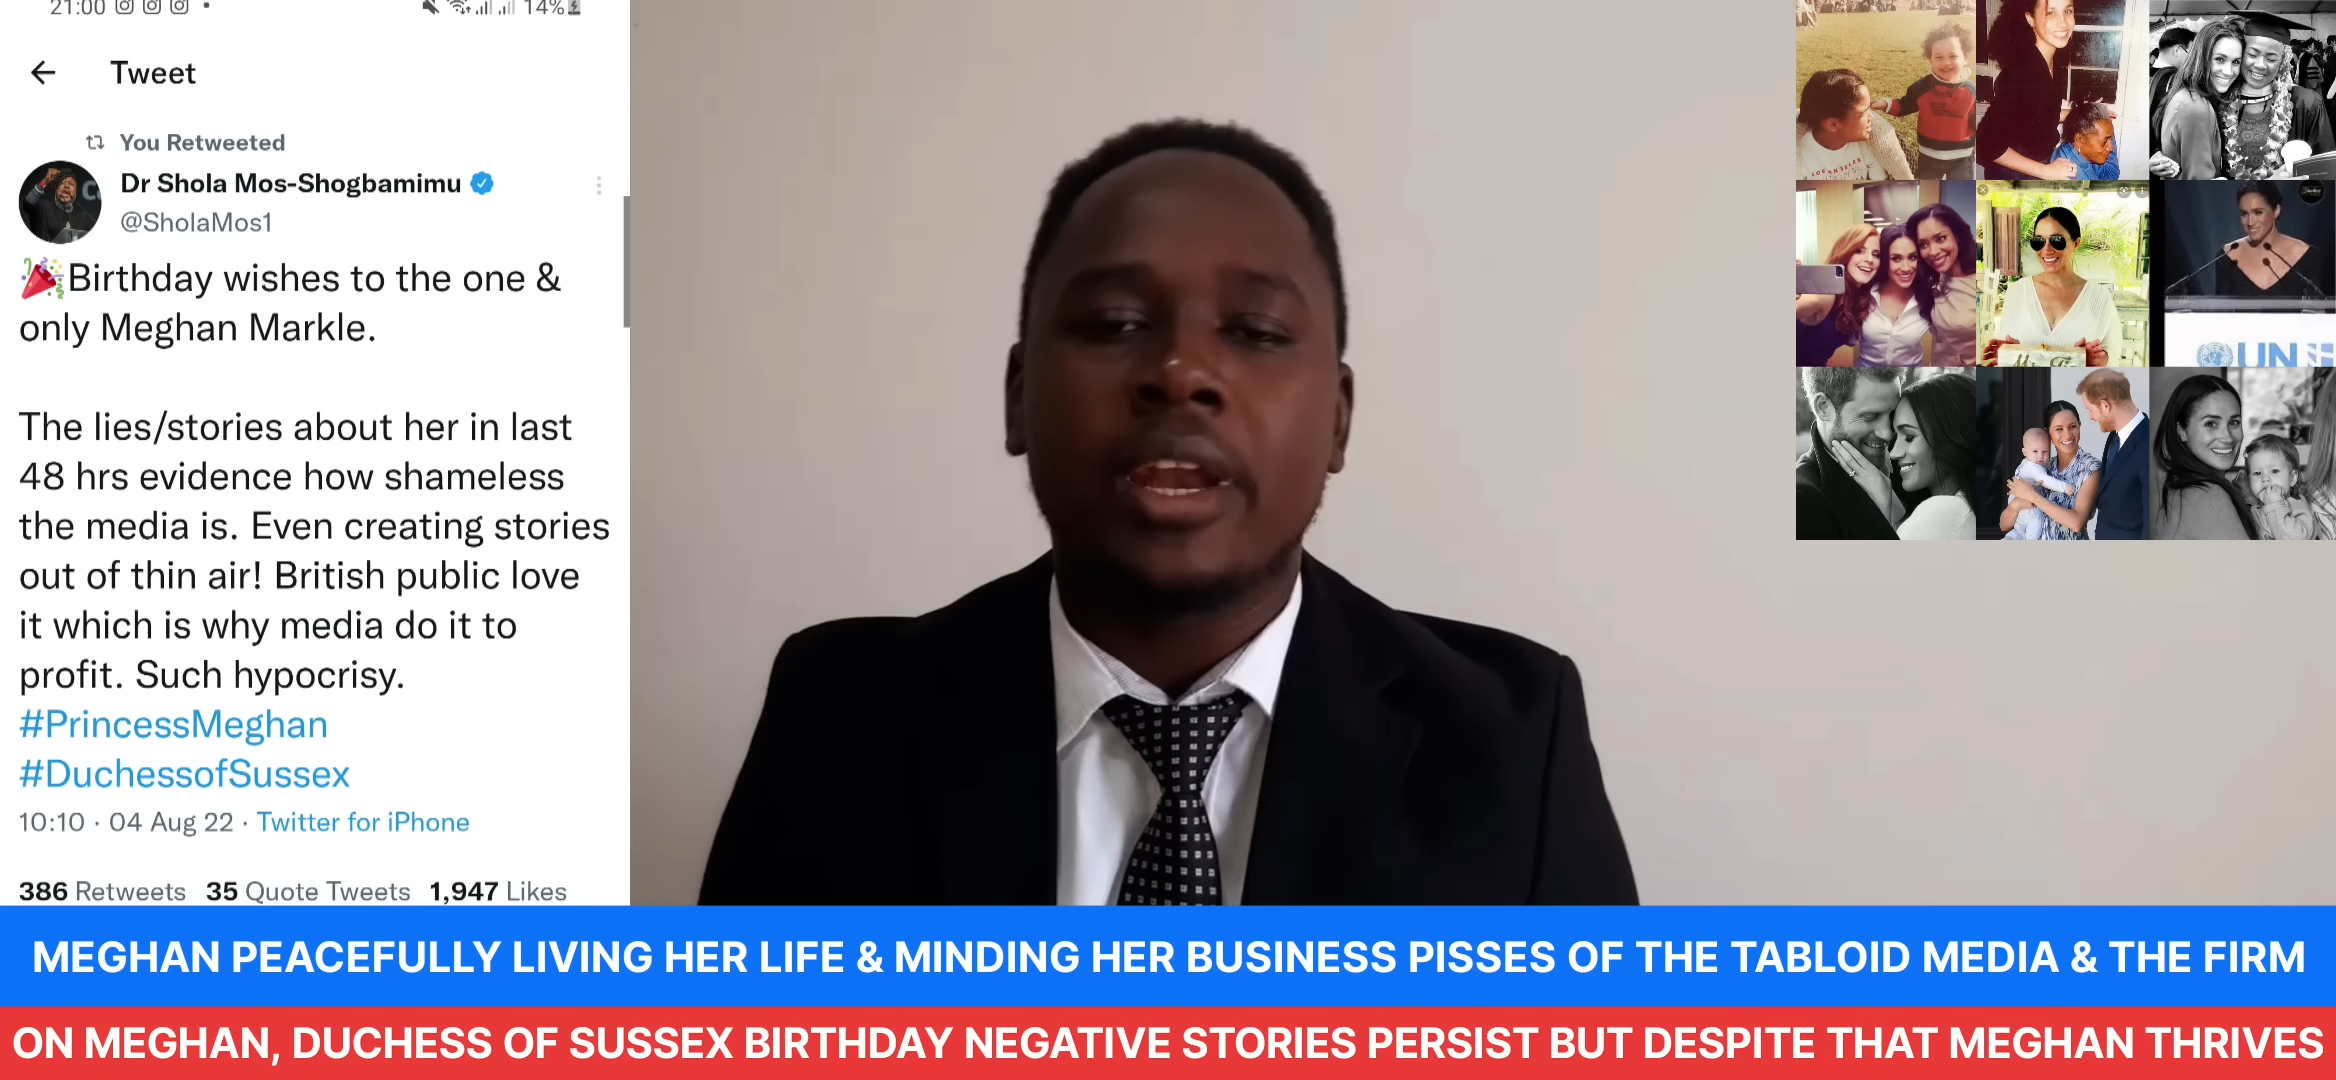 21:00
14%
Tweet
You Retweeted
Dr Shola Mos-Shogbamimu
@SholaMos1
🎉Birthday wishes to the one &
only Meghan Markle.
The lies/stories about her in last
48 hrs evidence how shameless
the media is. Even creating stories
out of thin air! British public love
it which is why media do it to
profit. Such hypocrisy.
#PrincessMeghan
#DuchessofSussex
10:10 · 04 Aug 22 · Twitter for iPhone
386 Retweets 35 Quote Tweets 1,947 Likes
LOS ANGELES
UN
MEGHAN PEACEFULLY LIVING HER LIFE & MINDING HER BUSINESS PISSES OF THE TABLOID MEDIA & THE FIRM
ON MEGHAN, DUCHESS OF SUSSEX BIRTHDAY NEGATIVE STORIES PERSIST BUT DESPITE THAT MEGHAN THRIVES